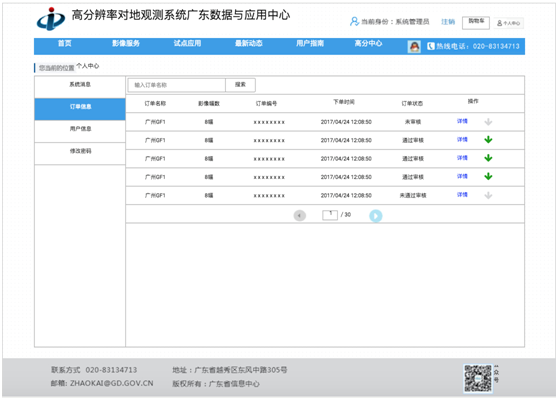 高分辨率对地观测系统广东数据与应用中心
当前身份：系统管理员 注销 购物车 个人中心
首页 影像服务 试点应用 最新动态 用户指南 高分中心 热线电话：020-83134713
您当前的位置 个人中心
系统消息
订单信息
用户信息
修改密码
输入订单名称 搜索
订单名称 影像幅数 订单编号 下单时间 订单状态 操作
广州GF1 8幅 xxxxxxxx 2017/04/24 12:08:50 未审核 详情
广州GF1 8幅 xxxxxxxx 2017/04/24 12:08:50 通过审核 详情
广州GF1 8幅 xxxxxxxx 2017/04/24 12:08:50 通过审核 详情
广州GF1 8幅 xxxxxxxx 2017/04/24 12:08:50 通过审核 详情
广州GF1 8幅 xxxxxxxx 2017/04/24 12:08:50 未通过审核 详情
1 / 30
联系方式 020-83134713 地址：广东省越秀区东风中路305号
邮箱: ZHAOKAI@GD.GOV.CN 版权所有：广东省信息中心
公众号